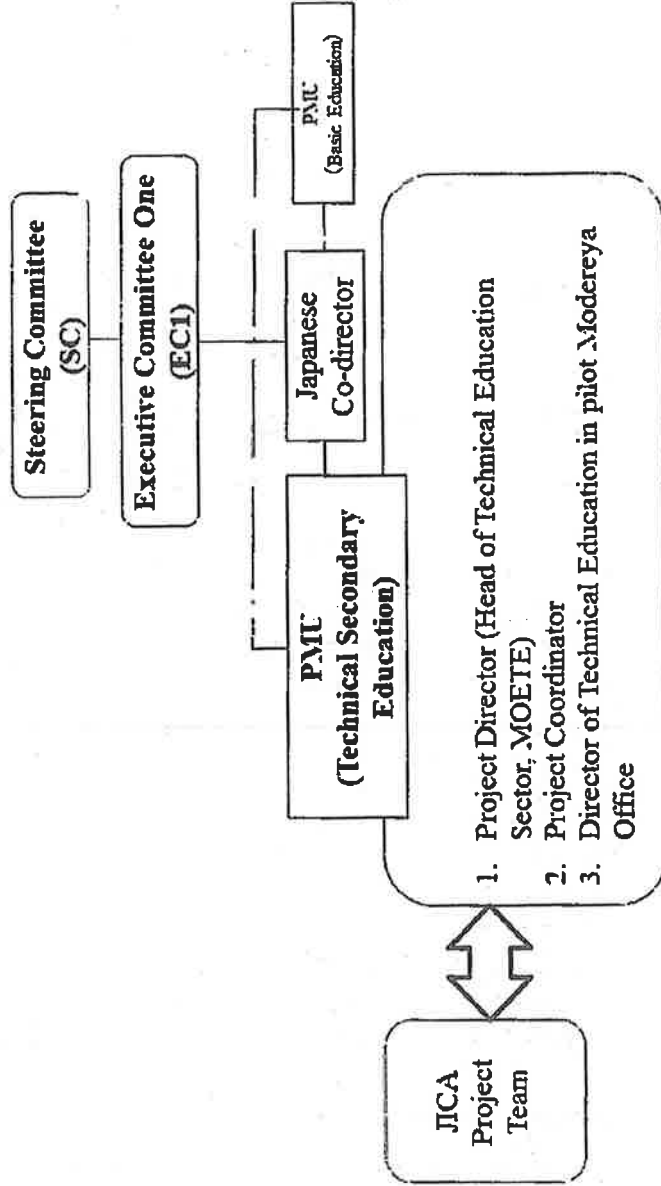 Steering Committee
(SC)
Executive Committee One
(EC1)
PMU
(Technical Secondary
Education)
Japanese
Co-director
PMU
(Basic Education)
JICA
Project
Team
1. Project Director (Head of Technical Education
Sector, MOETE)
2. Project Coordinator
3. Director of Technical Education in pilot Modereya
Office